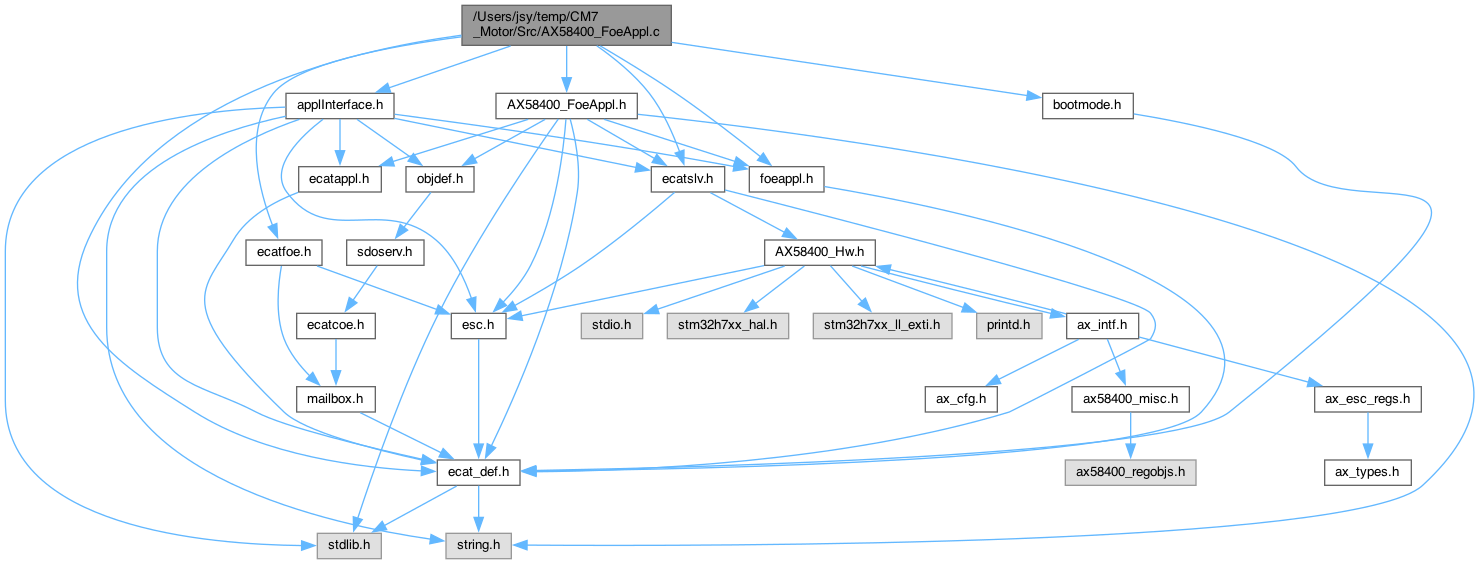 /Users/jsy/temp/CM7
_Motor/Src/AX58400_FoeAppl.c
applInterface.h
AX58400_FoeAppl.h
bootmode.h
ecatappl.h
objdef.h
ecatslv.h
foeappl.h
ecatfoe.h
sdoserv.h
AX58400_Hw.h
ecatcoe.h
esc.h
stdio.h
stm32h7xx_hal.h
stm32h7xx_ll_exti.h
printd.h
ax_intf.h
mailbox.h
ax_cfg.h
ax58400_misc.h
ax_esc_regs.h
ecat_def.h
ax58400_regobjs.h
ax_types.h
stdlib.h
string.h